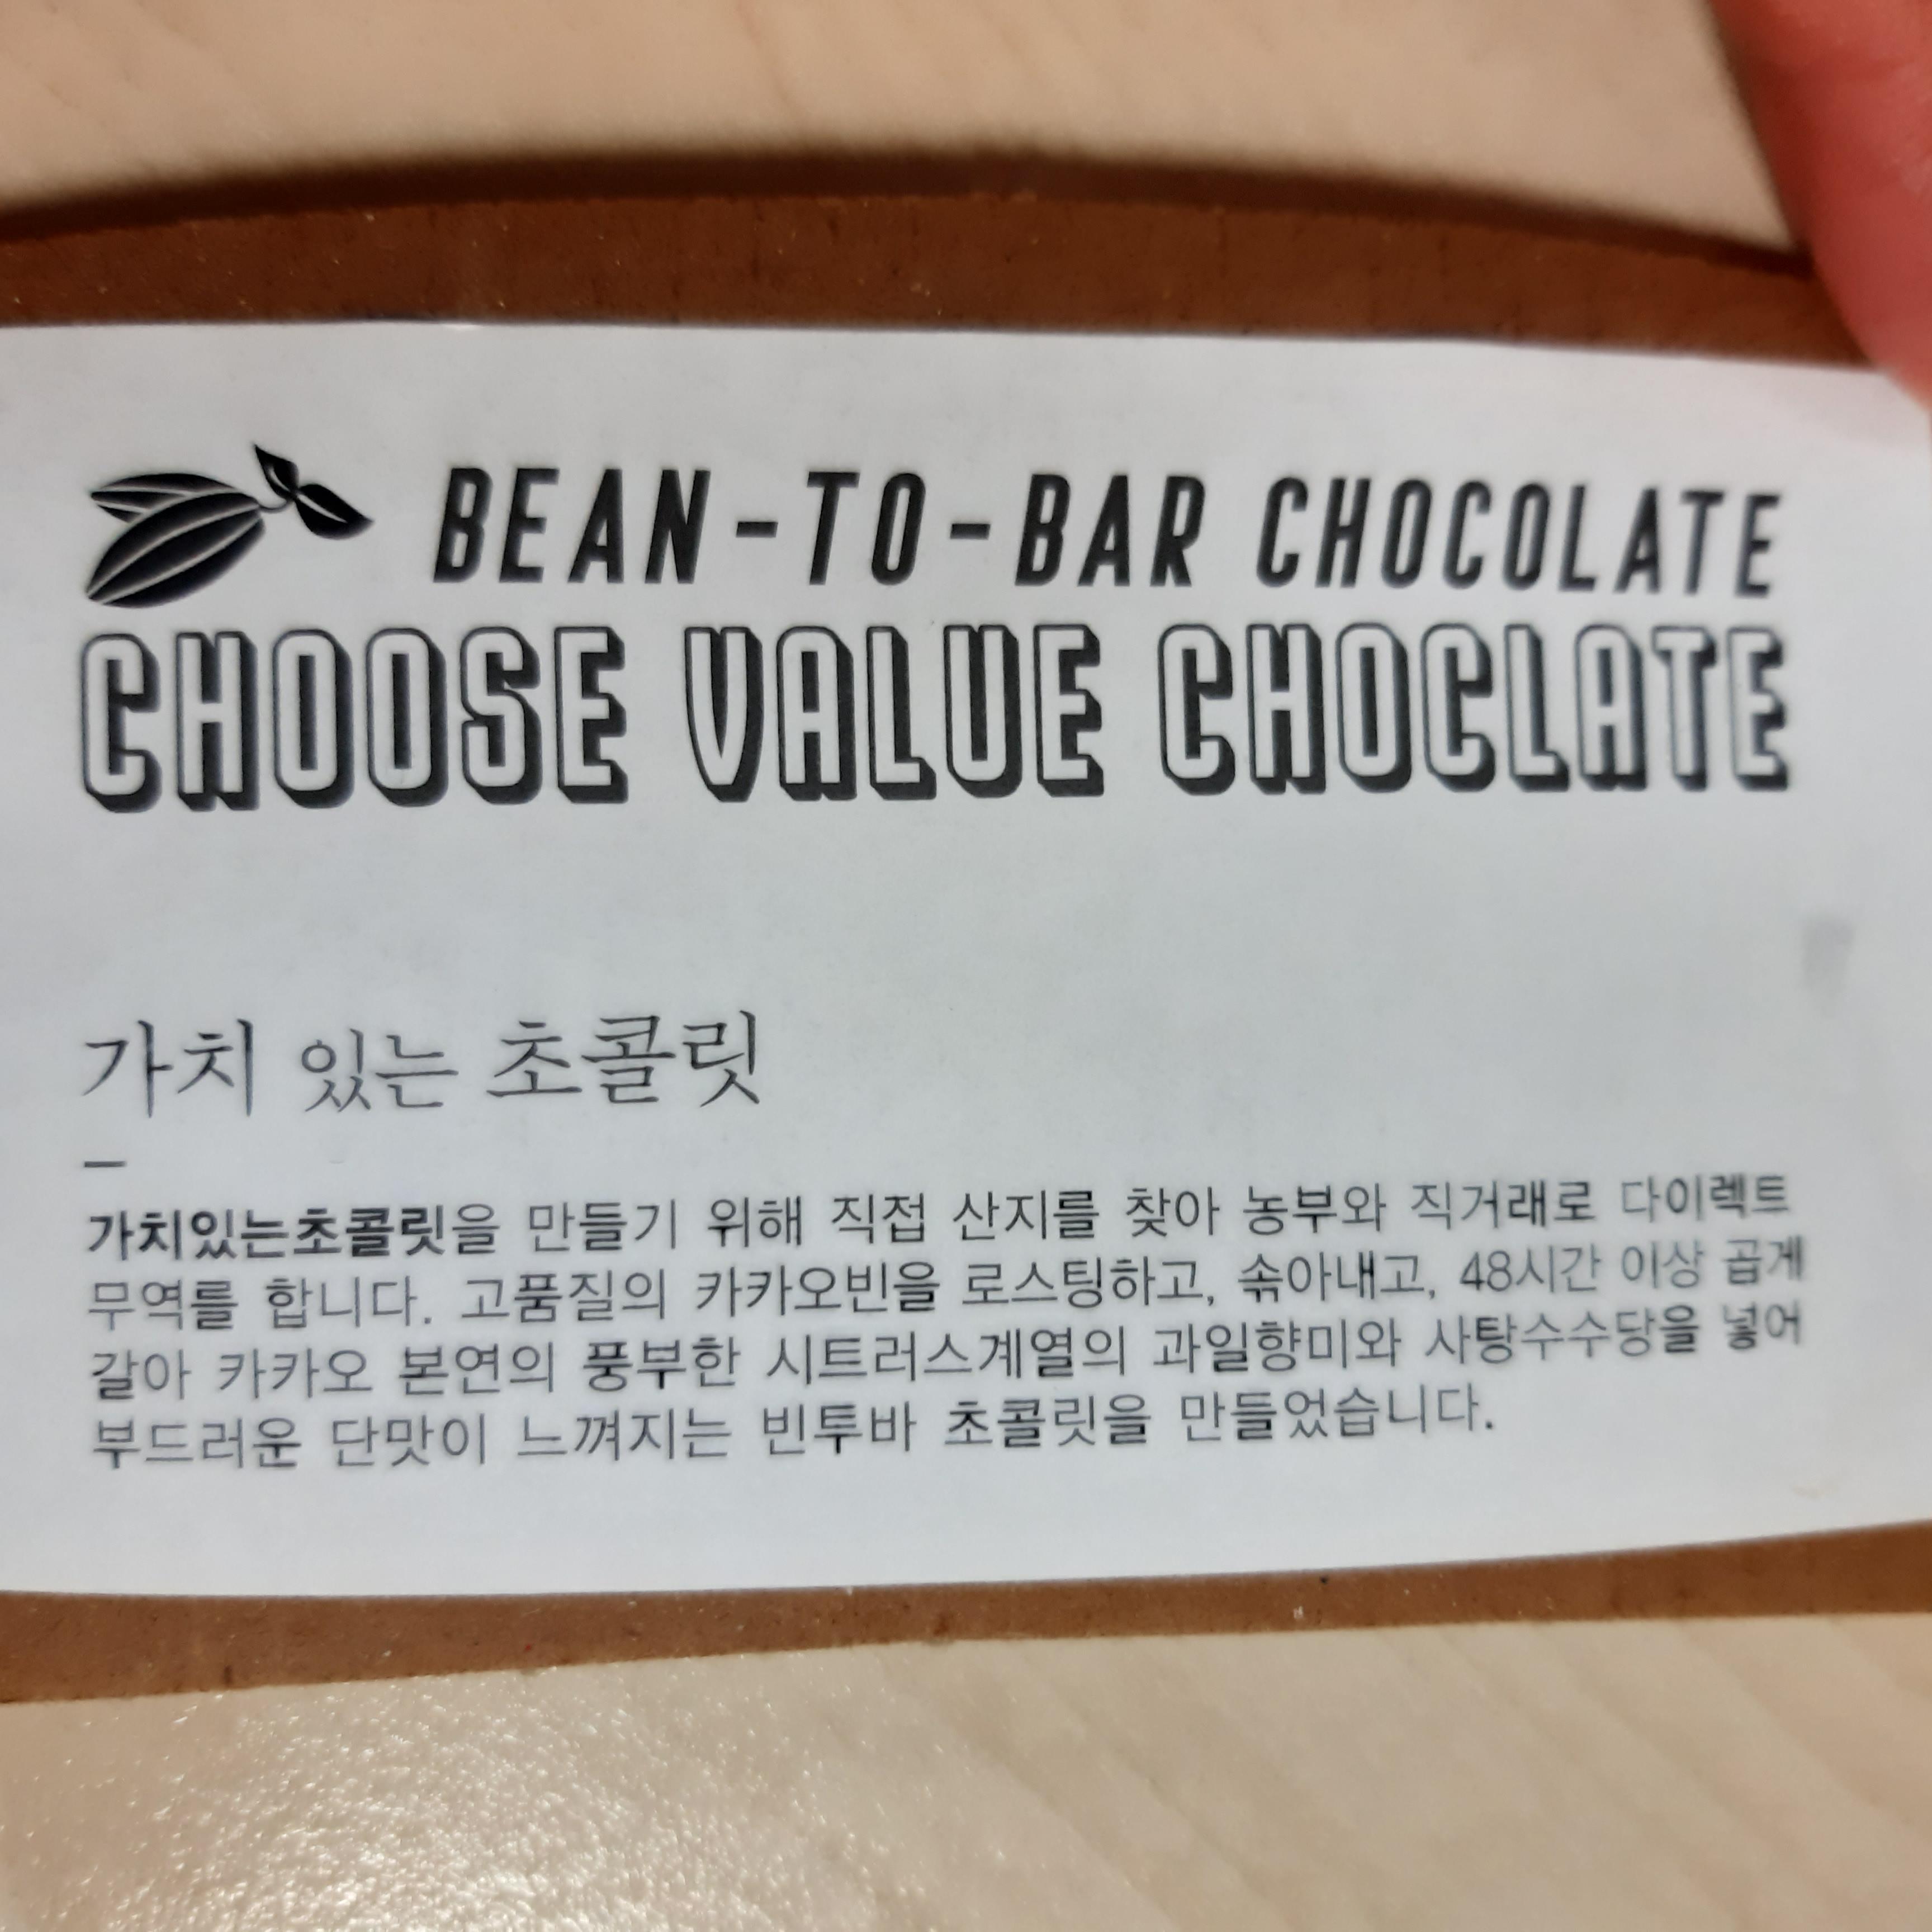 BEAN-TO-BAR CHOCOLATE
CHOOSE VALUE CHOCLATE
가치 있는 초콜릿
–
가치있는초콜릿을 만들기 위해 직접 산지를 찾아 농부와 직거래로 다이렉트
무역를 합니다. 고품질의 카카오빈을 로스팅하고, 솎아내고, 48시간 이상 곱게
갈아 카카오 본연의 풍부한 시트러스계열의 과일향미와 사탕수수당을 넣어
부드러운 단맛이 느껴지는 빈투바 초콜릿을 만들었습니다.